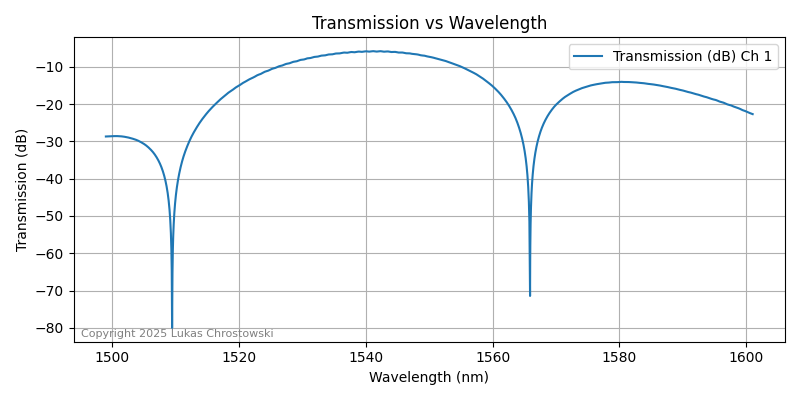 Transmission vs Wavelength
Transmission (dB) Ch 1
Transmission (dB)
−10
−20
−30
−40
−50
−60
−70
−80
Copyright 2025 Lukas Chrostowski
1500 1520 1540 1560 1580 1600
Wavelength (nm)